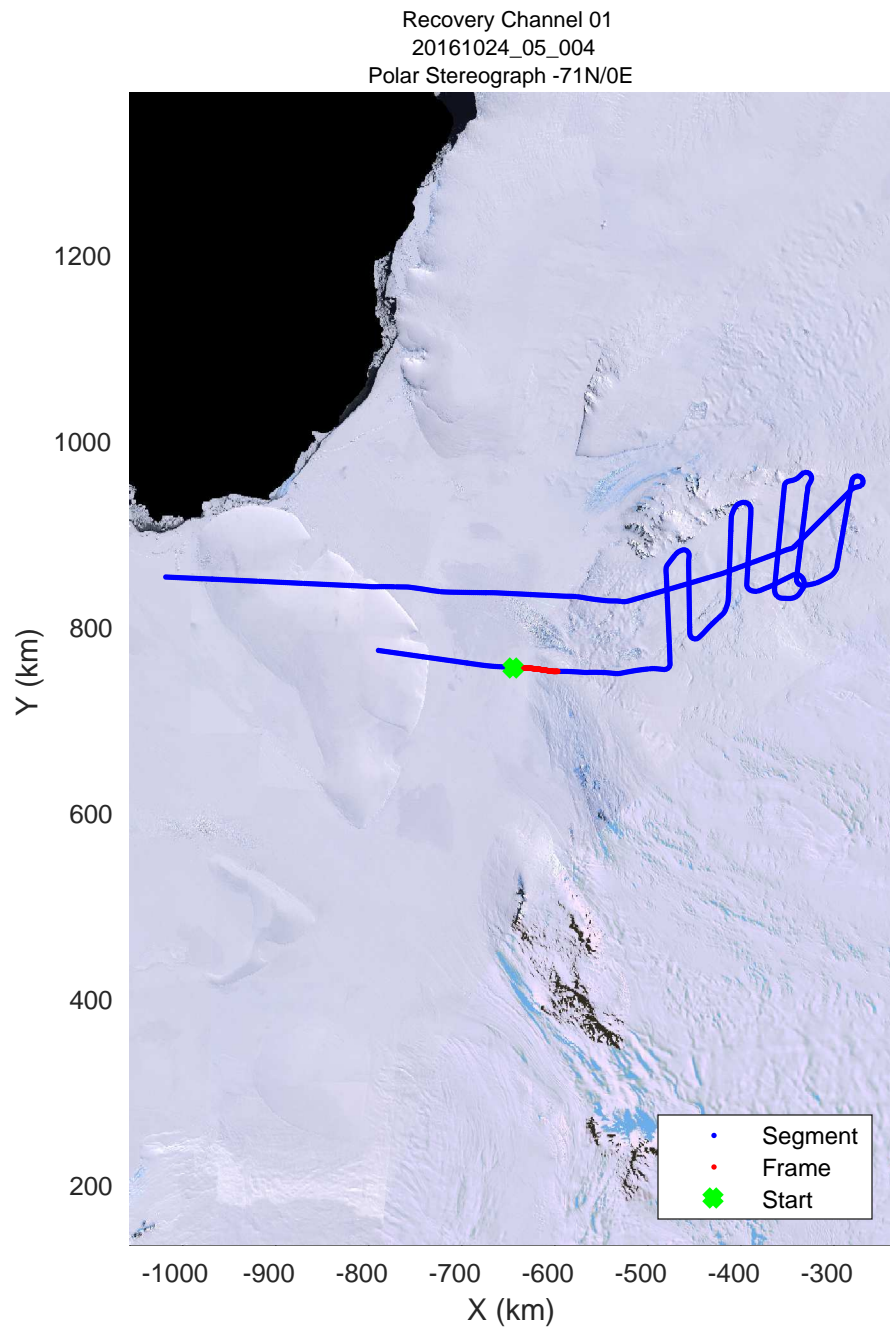 Recovery Channel 01
20161024_05_004
Polar Stereograph -71N/0E
1200
1000
800
600
400
200
Y (km)
-1000 -900 -800 -700 -600 -500 -400 -300
X (km)
Segment
Frame
Start